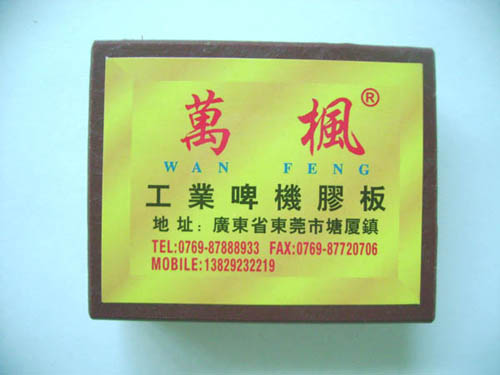 萬 楓®
WAN FENG
工業啤機膠板
地址：廣東省東莞市塘厦鎮
TEL:0769-87888933 FAX:0769-87720706
MOBILE:13829232219